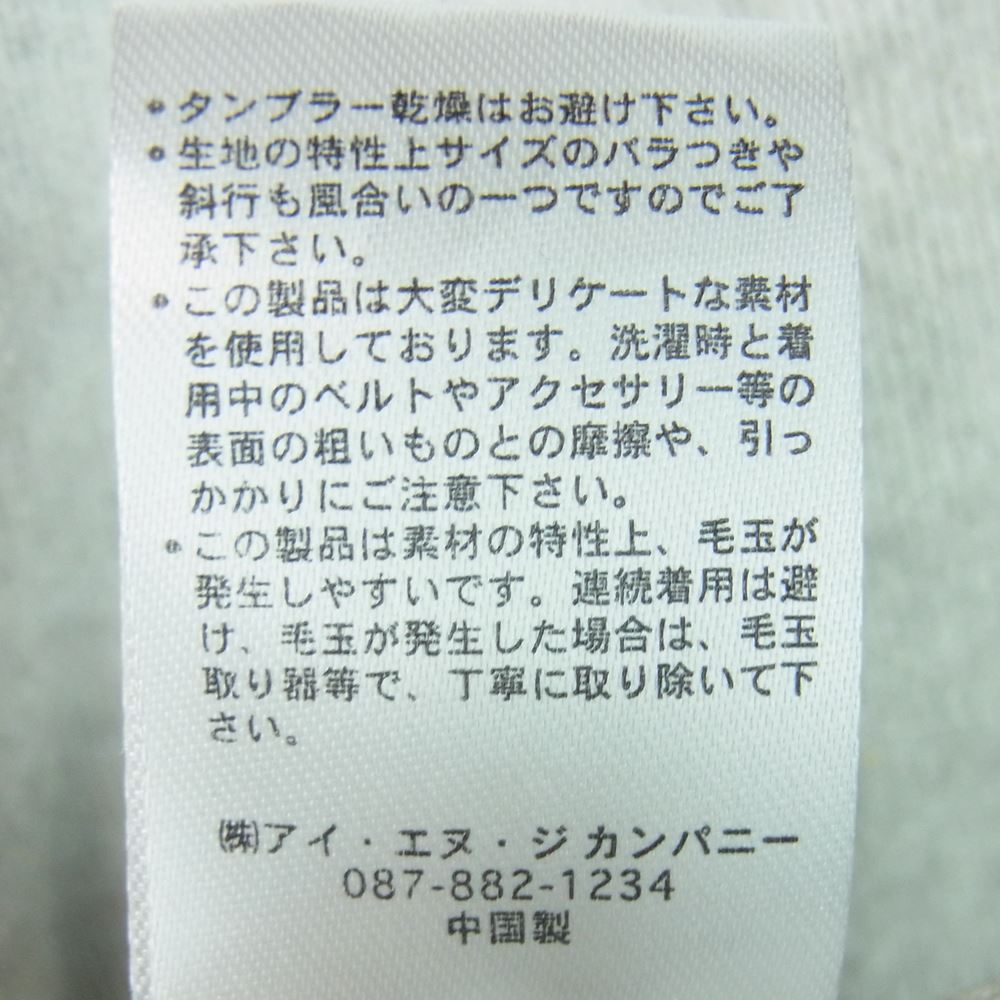 ・タンブラー乾燥はお避け下さい。
・生地の特性上サイズのバラつきや
斜行も風合いの一つですのでご了
承下さい。
・この製品は大変デリケートな素材
を使用しております。洗濯時と着
用中のベルトやアクセサリー等の
表面の粗いものとの摩擦や、引っ
かかりにご注意下さい。
・この製品は素材の特性上、毛玉が
発生しやすいです。連続着用は避
け、毛玉が発生した場合は、毛玉
取り器等で、丁寧に取り除いて下
さい。
㈱アイ・エヌ・ジカンパニー
087-882-1234
中国製